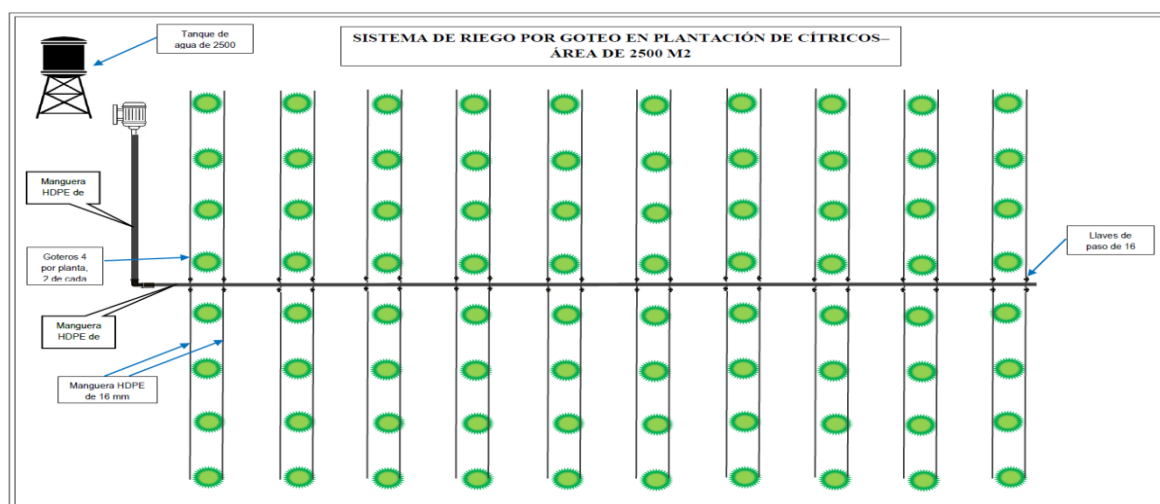 Tanque de
agua de 2500
SISTEMA DE RIEGO POR GOTEO EN PLANTACIÓN DE CÍTRICOS–
ÁREA DE 2500 M2
Manguera
HDPE de
Goteros 4
por planta,
2 de cada
Llaves de
paso de 16
Manguera
HDPE de
Manguera HDPE
de 16 mm